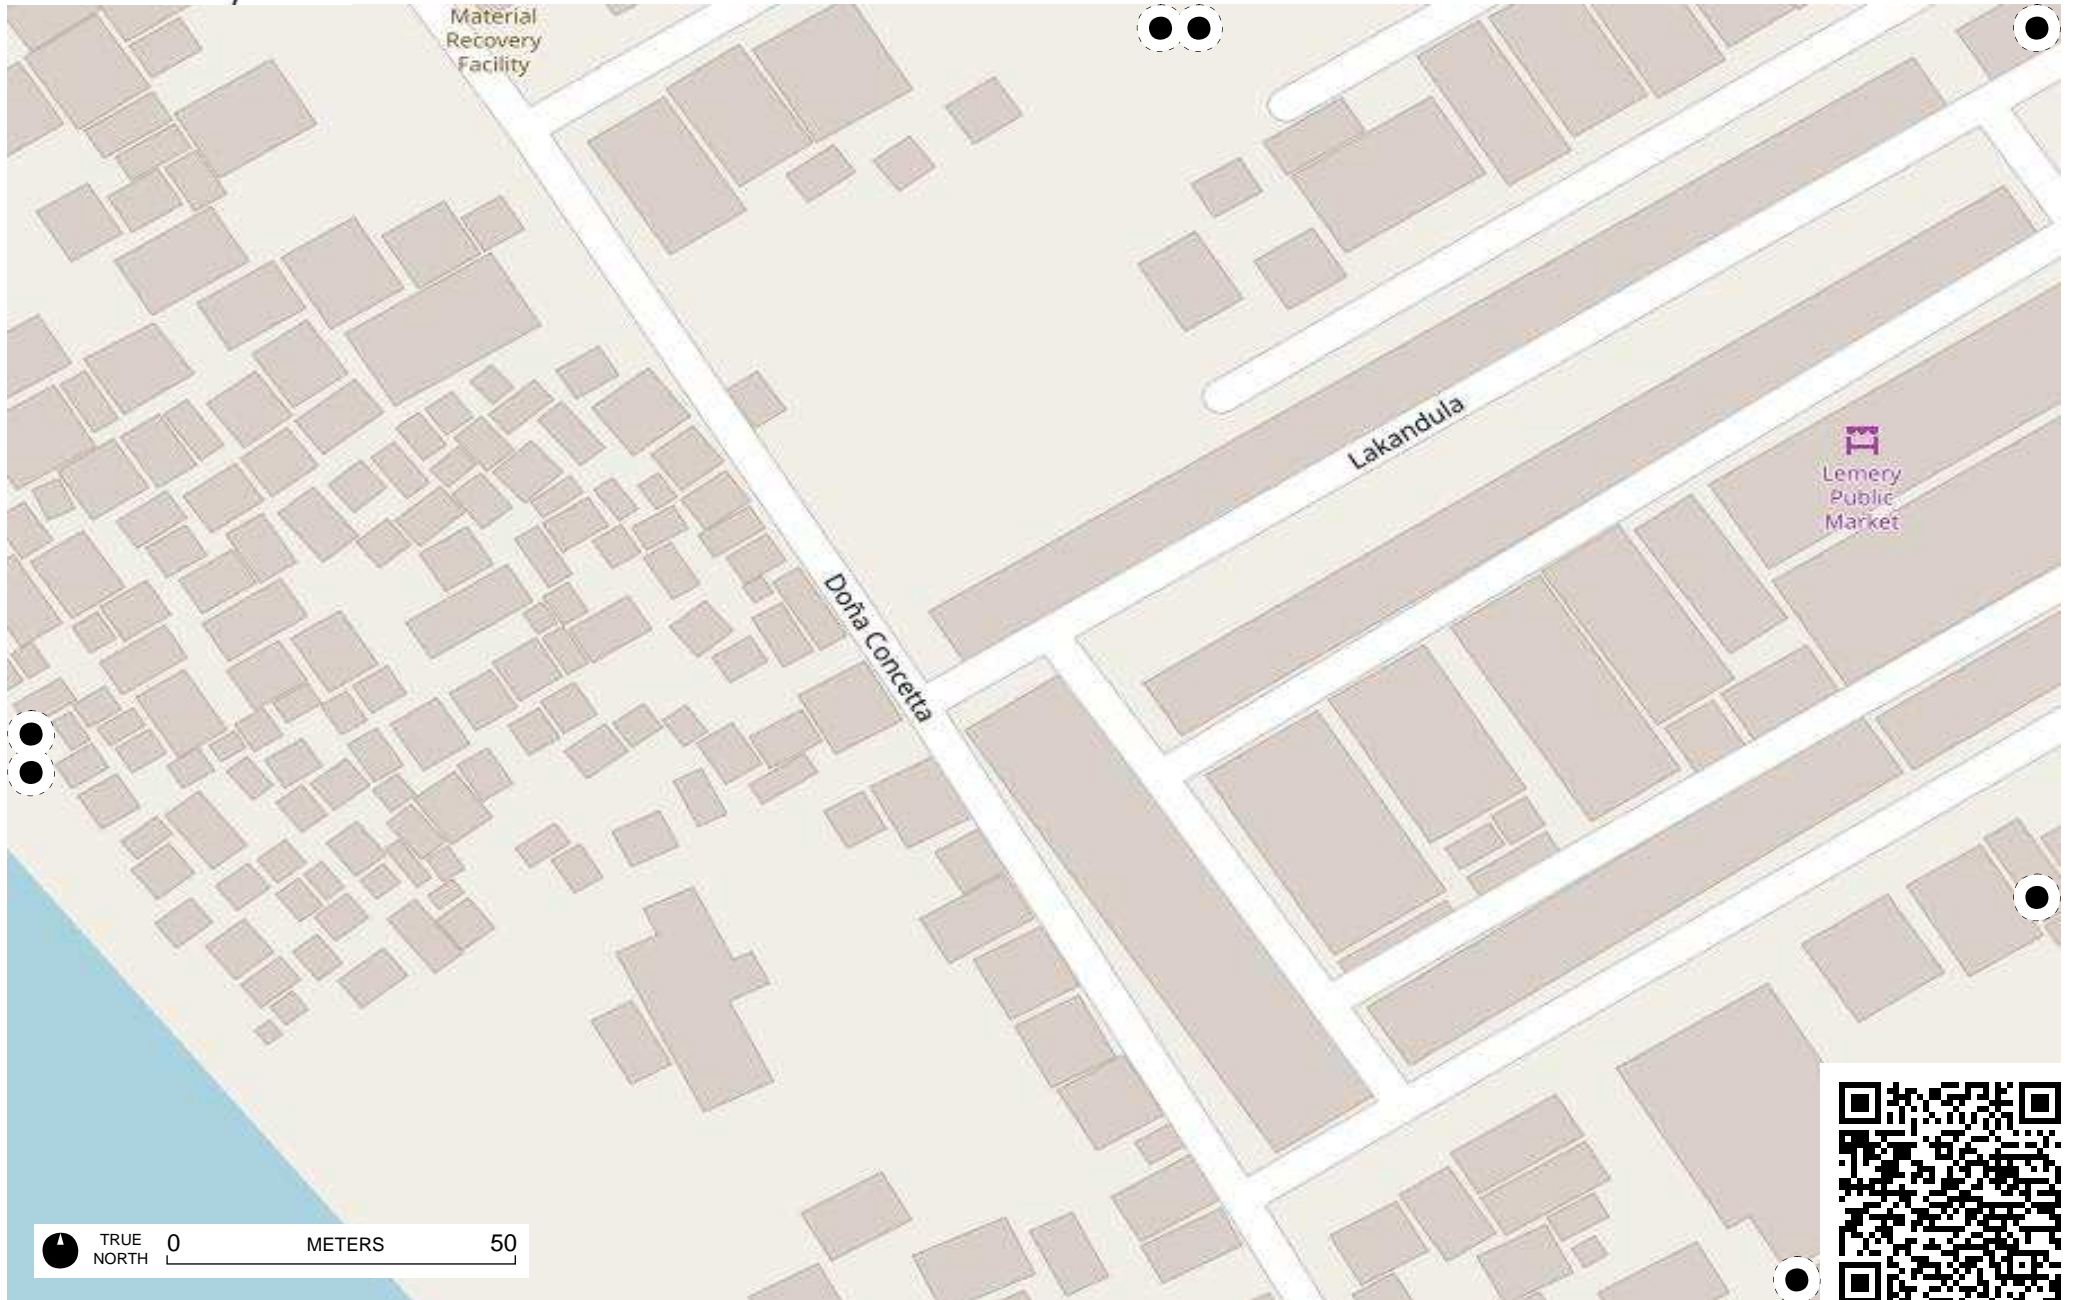 Material
Recovery
Facility
Lakandula
Lemery
Public
Market
Doña Concetta
TRUE
NORTH
0 METERS 50